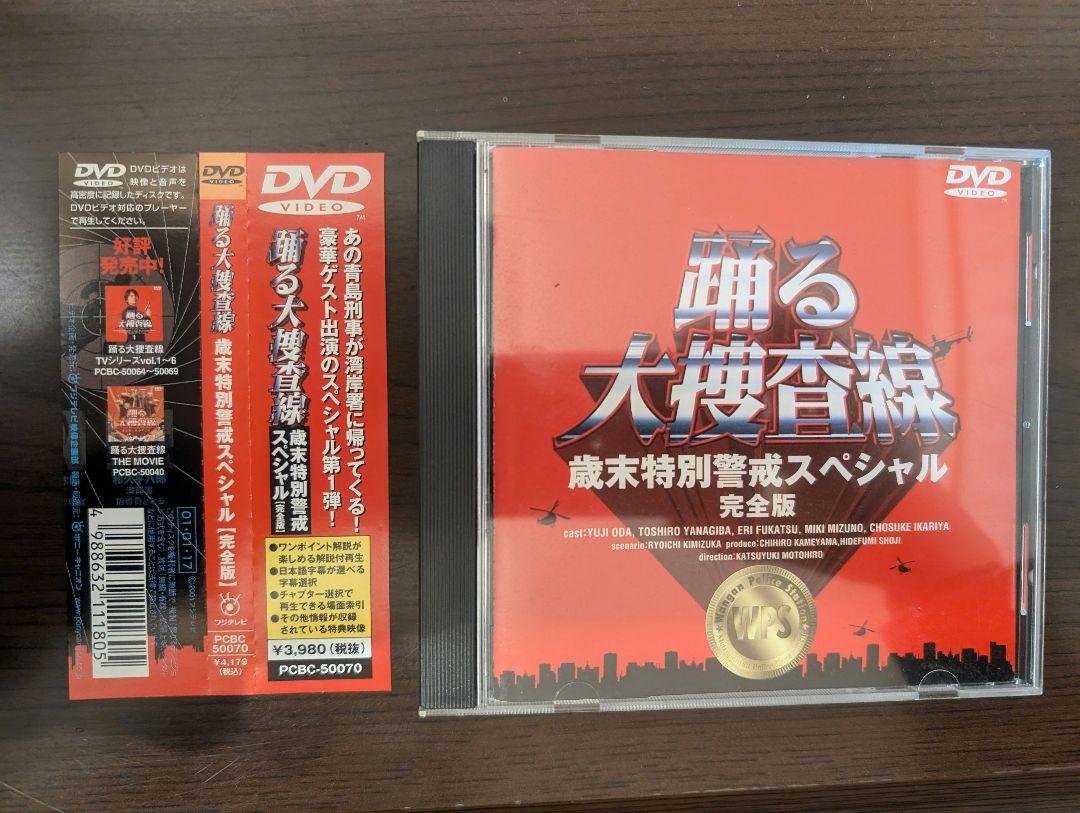 DVD
VIDEO
DVDビデオは
映像と音声を
高密度に記録したディスクです。
DVDビデオ対応のプレーヤー
で再生してください。
好評
発売中!
踊る大捜査線
TVシリーズvol.1〜6
PCBC-50064〜50069
踊る大捜査線
THE MOVIE
PCBC-50040
01・01・17
4 988632 111805
DVD
VIDEO
踊る大捜査線
歳末特別警戒スペシャル【完全版】
フジテレビ
PCBC
50070
¥4,179
(税込)
DVD
VIDEO
TM
あの青島刑事が湾岸署に帰ってくる!
豪華ゲスト出演のスペシャル第1弾!
踊る大捜査線
歳末特別警戒
スペシャル【完全版】
●ワンポイント解説が
楽しめる解説付再生
●日本語字幕が選べる
字幕選択
●チャプター選択で
再生できる場面索引
●その他情報が収録
されている特典映像
¥3,980(税抜)
PCBC-50070
DVD
VIDEO
TM
踊る
大捜査線
歳末特別警戒スペシャル
完全版
cast:YUJI ODA, TOSHIRO YANAGIBA, ERI FUKATSU, MIKI MIZUNO, CHOSUKE IKARIYA
scenario:RYOICHI KIMIZUKA produce:CHIHIRO KAMEYAMA,HIDEFUMI SHOJI
direction:KATSUYUKI MOTOHIRO
Wangan Police Station
WPS